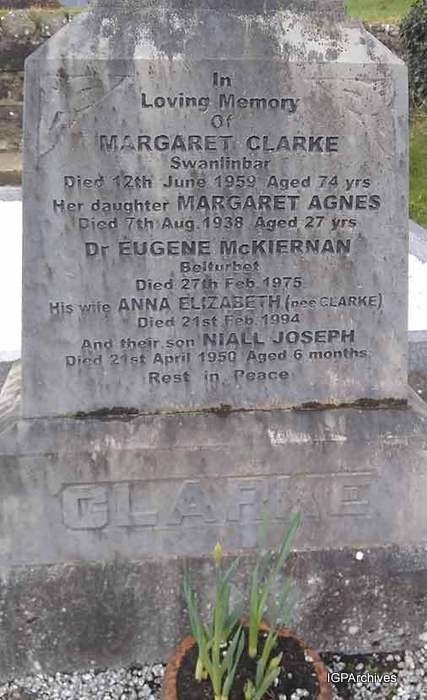 In
Loving Memory
Of
MARGARET CLARKE
Swanlinbar
Died 12th June 1959 Aged 74 yrs
Her daughter MARGARET AGNES
Died 7th Aug. 1938 Aged 27 yrs
Dr EUGENE McKIERNAN
Belturbet
Died 27th Feb. 1975
His wife ANNA ELIZABETH (nee CLARKE)
Died 21st Feb. 1994
And their son NIALL JOSEPH
Died 21st April 1950 Aged 6 months
Rest in Peace
CLARKE
IGPArchives